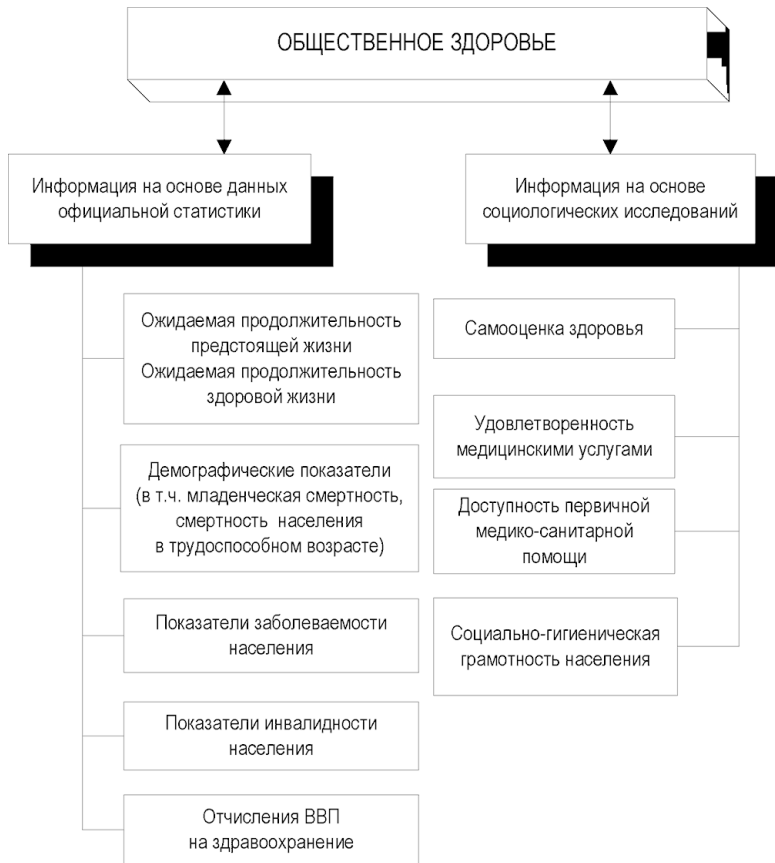 ОБЩЕСТВЕННОЕ ЗДОРОВЬЕ
Информация на основе данных
официальной статистики
Информация на основе
социологических исследований
Ожидаемая продолжительность
предстоящей жизни
Ожидаемая продолжительность
здоровой жизни
Демографические показатели
(в т.ч. младенческая смертность,
смертность населения
в трудоспособном возрасте)
Показатели заболеваемости
населения
Показатели инвалидности
населения
Отчисления ВВП
на здравоохранение
Самооценка здоровья
Удовлетворенность
медицинскими услугами
Доступность первичной
медико-санитарной
помощи
Социально-гигиеническая
грамотность населения